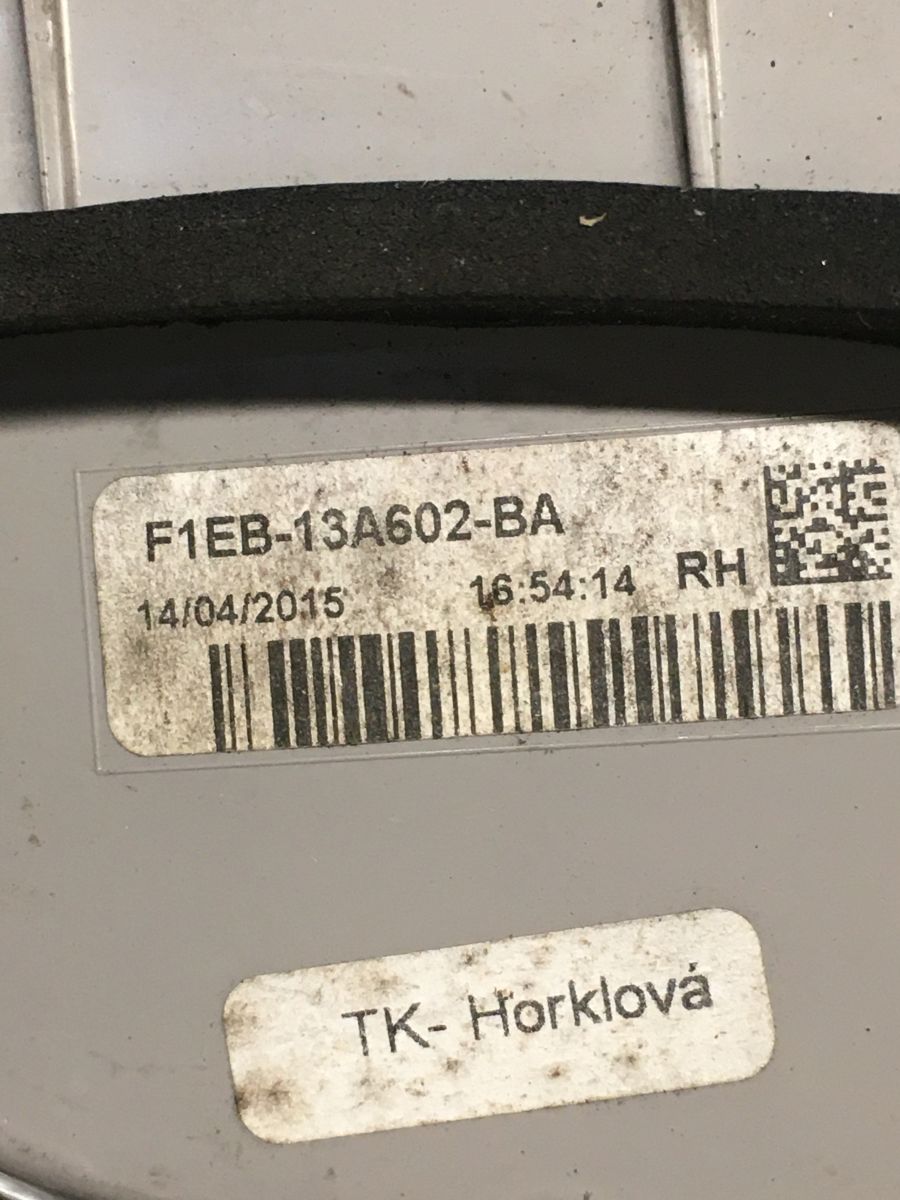 F1EB-13A602-BA
14/04/2015 16:54:14 RH
TK- Horklová